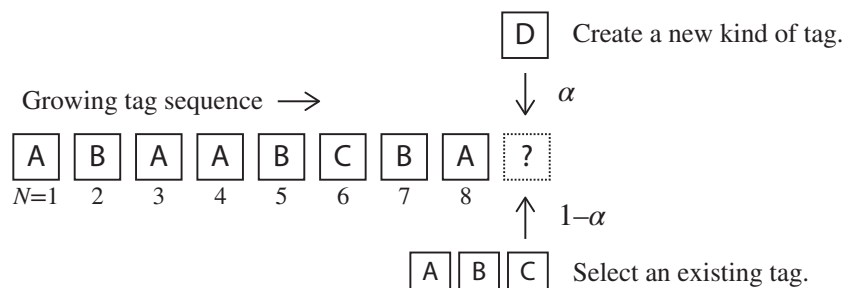 D Create a new kind of tag.
Growing tag sequence → α
A B A A B C B A ?
N=1 2 3 4 5 6 7 8
1–α
A B C Select an existing tag.